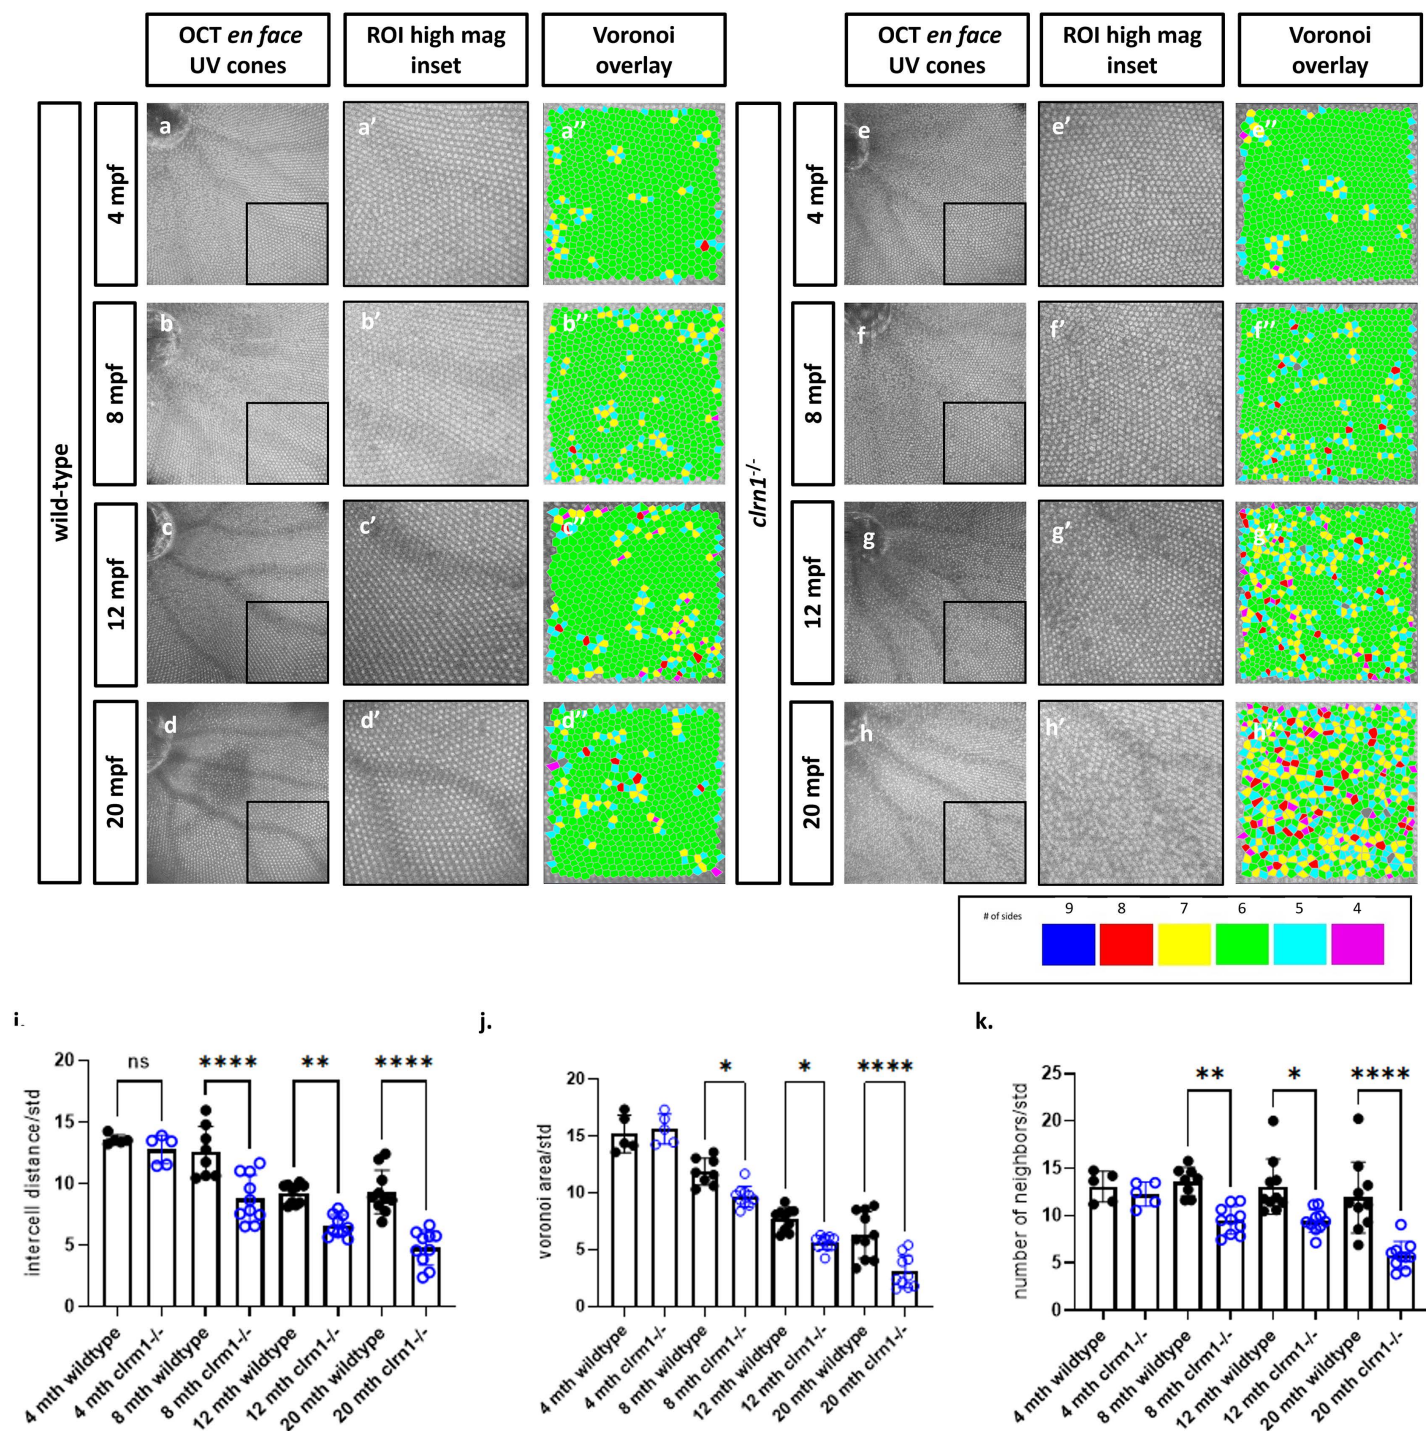 OCT en face
UV cones
ROI high mag
inset
Voronoi
overlay
OCT en face
UV cones
ROI high mag
inset
Voronoi
overlay
wild-type
4 mpf
a
a′
a′′
clrn1-/-
4 mpf
e
e′
e′′
8 mpf
b
b′
b′′
8 mpf
f
f′
f′′
12 mpf
c
c′
c′′
12 mpf
g
g′
g′′
20 mpf
d
d′
d′′
20 mpf
h
h′
h′′
# of sides
9 8 7 6 5 4
i.
intercell distance/std
20
15
10
5
0
ns
****
**
****
4 mth wildtype
4 mth clrn1-/-
8 mth wildtype
8 mth clrn1-/-
12 mth wildtype
12 mth clrn1-/-
20 mth wildtype
20 mth clrn1-/-
j.
voronoi area/std
20
15
10
5
0
*
*
****
4 mth wildtype
4 mth clrn1-/-
8 mth wildtype
8 mth clrn1-/-
12 mth wildtype
12 mth clrn1-/-
20 mth wildtype
20 mth clrn1-/-
k.
number of neighbors/std
25
20
15
10
5
0
**
*
****
4 mth wildtype
4 mth clrn1-/-
8 mth wildtype
8 mth clrn1-/-
12 mth wildtype
12 mth clrn1-/-
20 mth wildtype
20 mth clrn1-/-